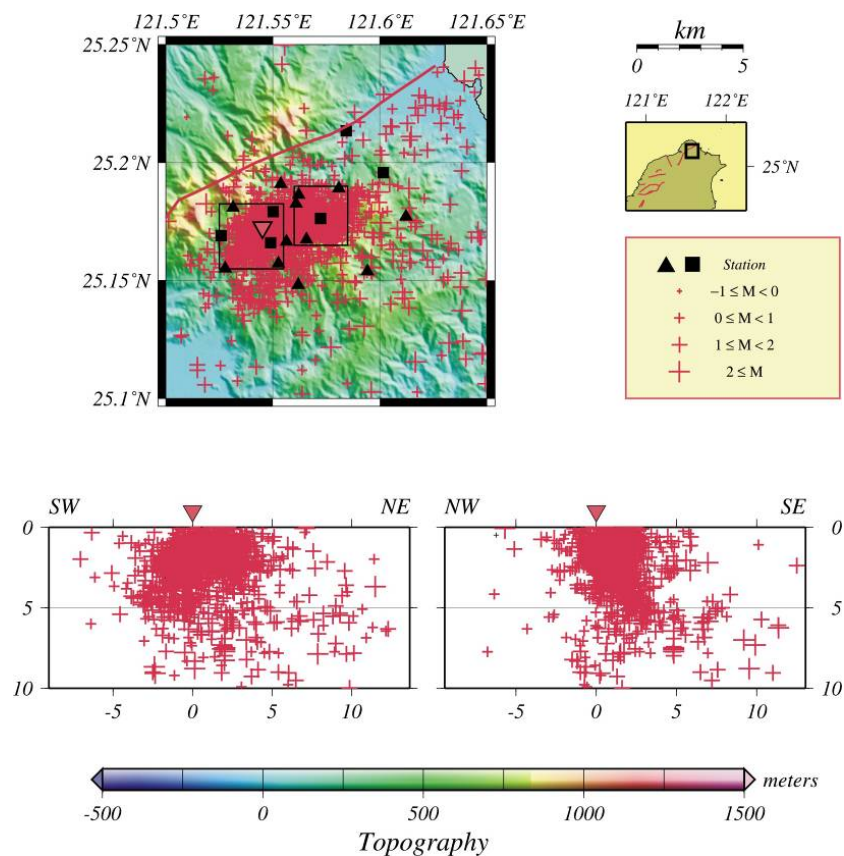 121.5°E 121.55°E 121.6°E 121.65°E
25.25°N
25.2°N
25.15°N
25.1°N
km
0 5
121°E 122°E
25°N
Station
−1 ≤ M < 0
0 ≤ M < 1
1 ≤ M < 2
2 ≤ M
SW NE
0
5
10
-5 0 5 10
NW SE
0
5
10
-5 0 5 10
-500 0 500 1000 1500
meters
Topography